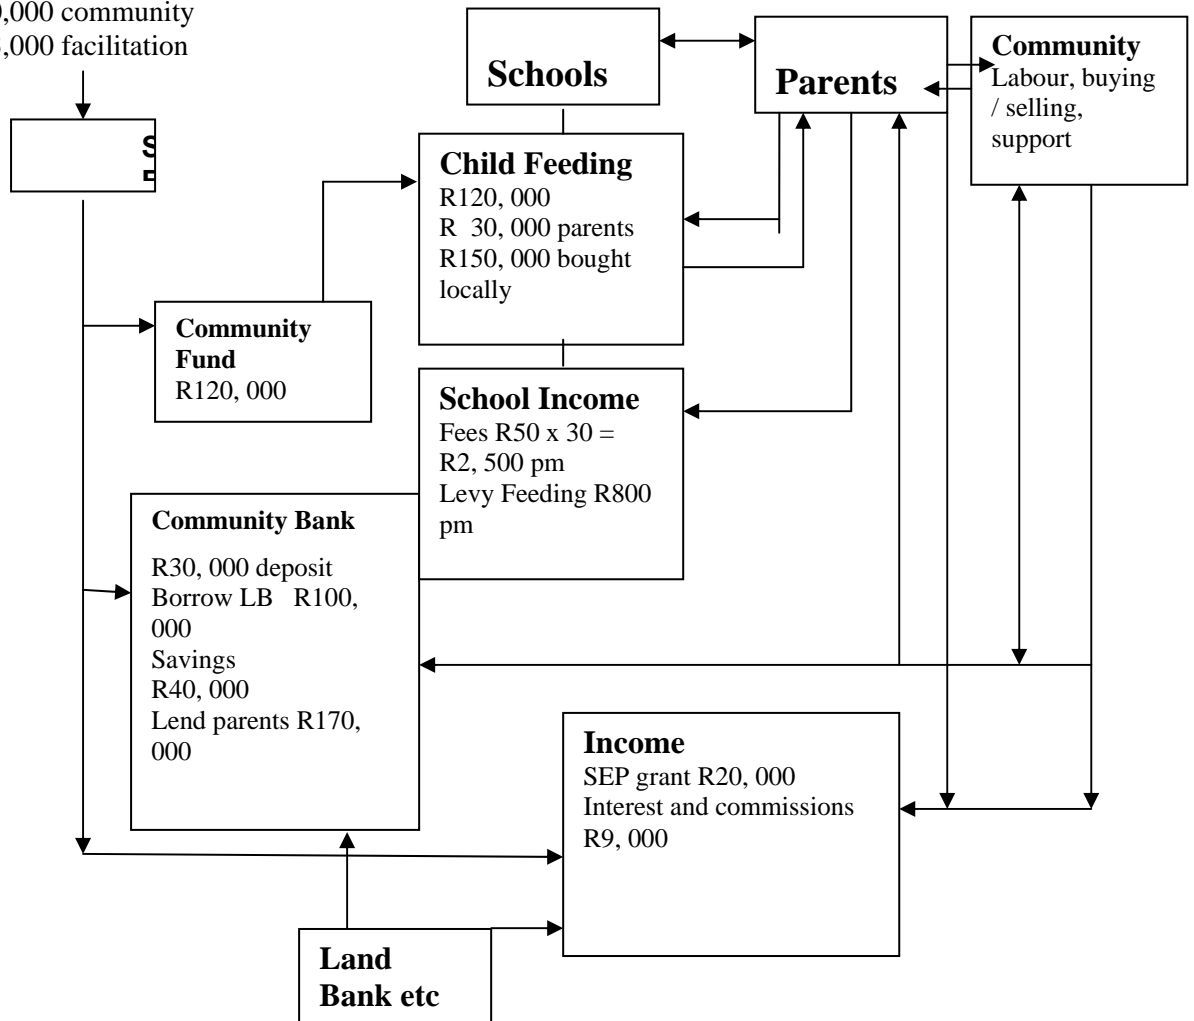 ,000 community
,000 facilitation
Schools
Parents
Community
Labour, buying
/ selling,
support
Child Feeding
R120, 000
R 30, 000 parents
R150, 000 bought
locally
Community
Fund
R120, 000
School Income
Fees R50 x 30 =
R2, 500 pm
Levy Feeding R800
pm
Community Bank
R30, 000 deposit
Borrow LB R100,
000
Savings
R40, 000
Lend parents R170,
000
Income
SEP grant R20, 000
Interest and commissions
R9, 000
Land
Bank etc